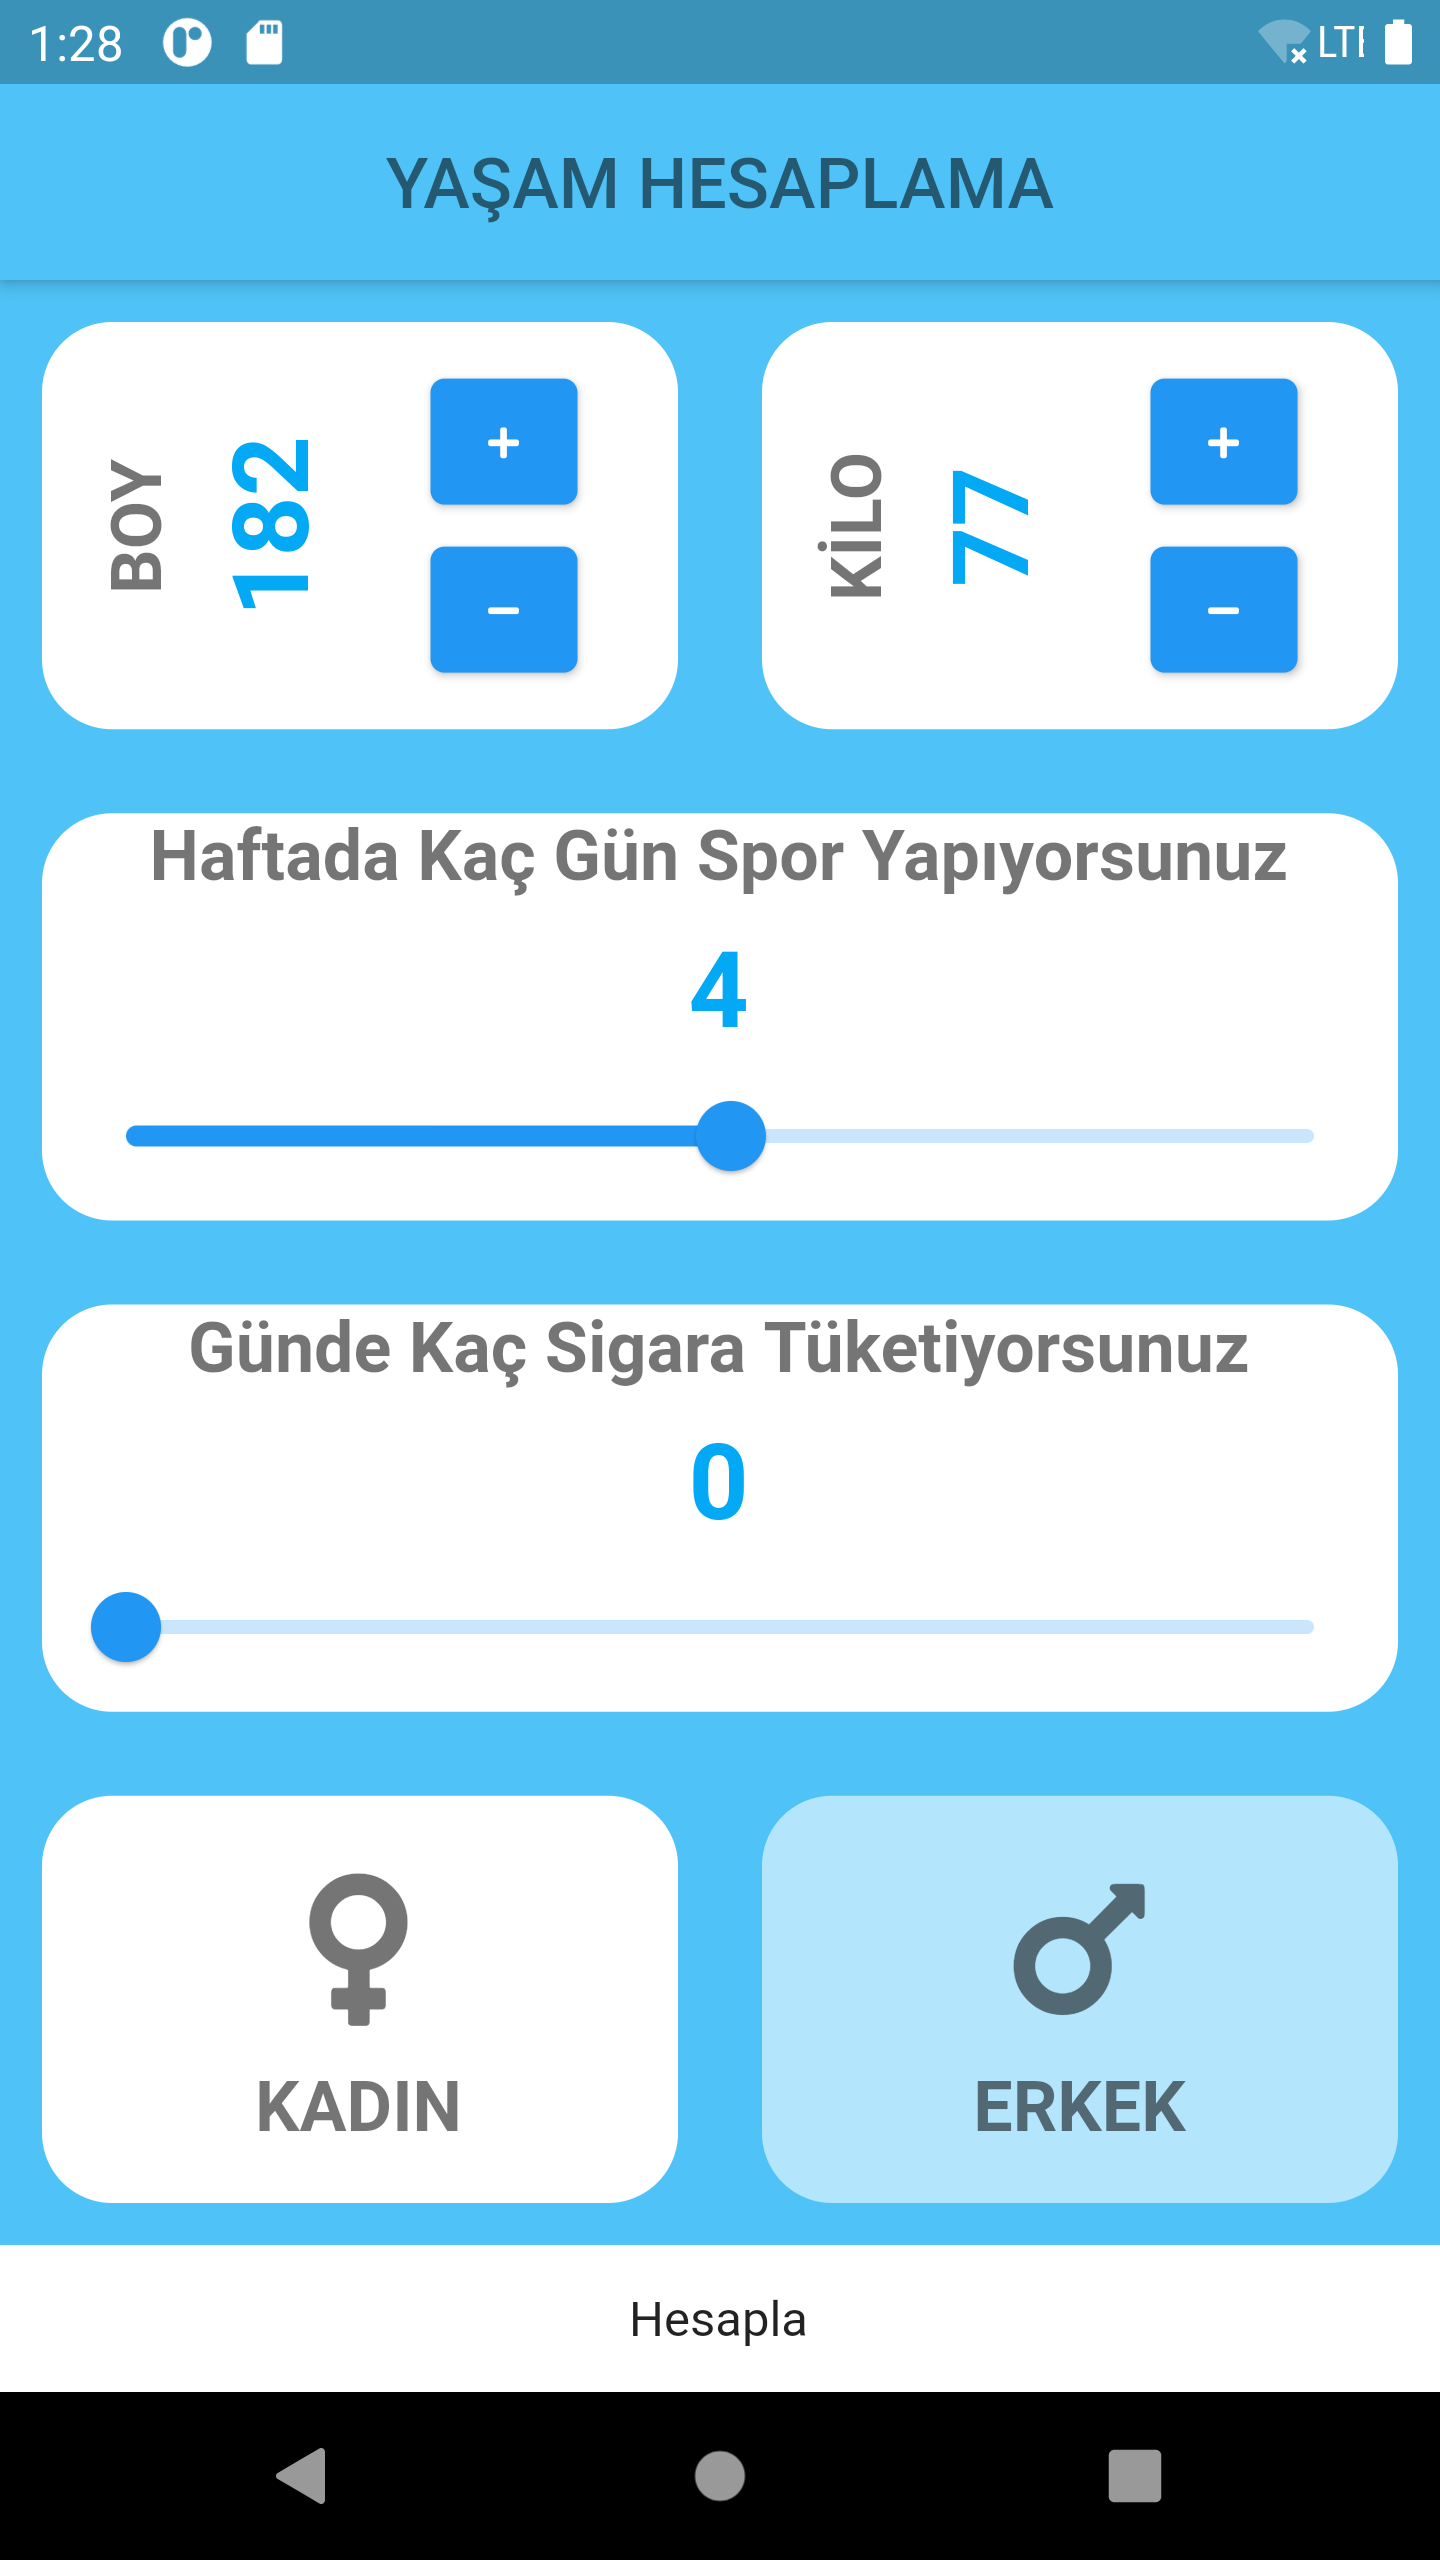 1:28
YAŞAM HESAPLAMA
BOY
182
+
−
KİLO
77
+
−
Haftada Kaç Gün Spor Yapıyorsunuz
4
Günde Kaç Sigara Tüketiyorsunuz
0
KADIN
ERKEK
Hesapla